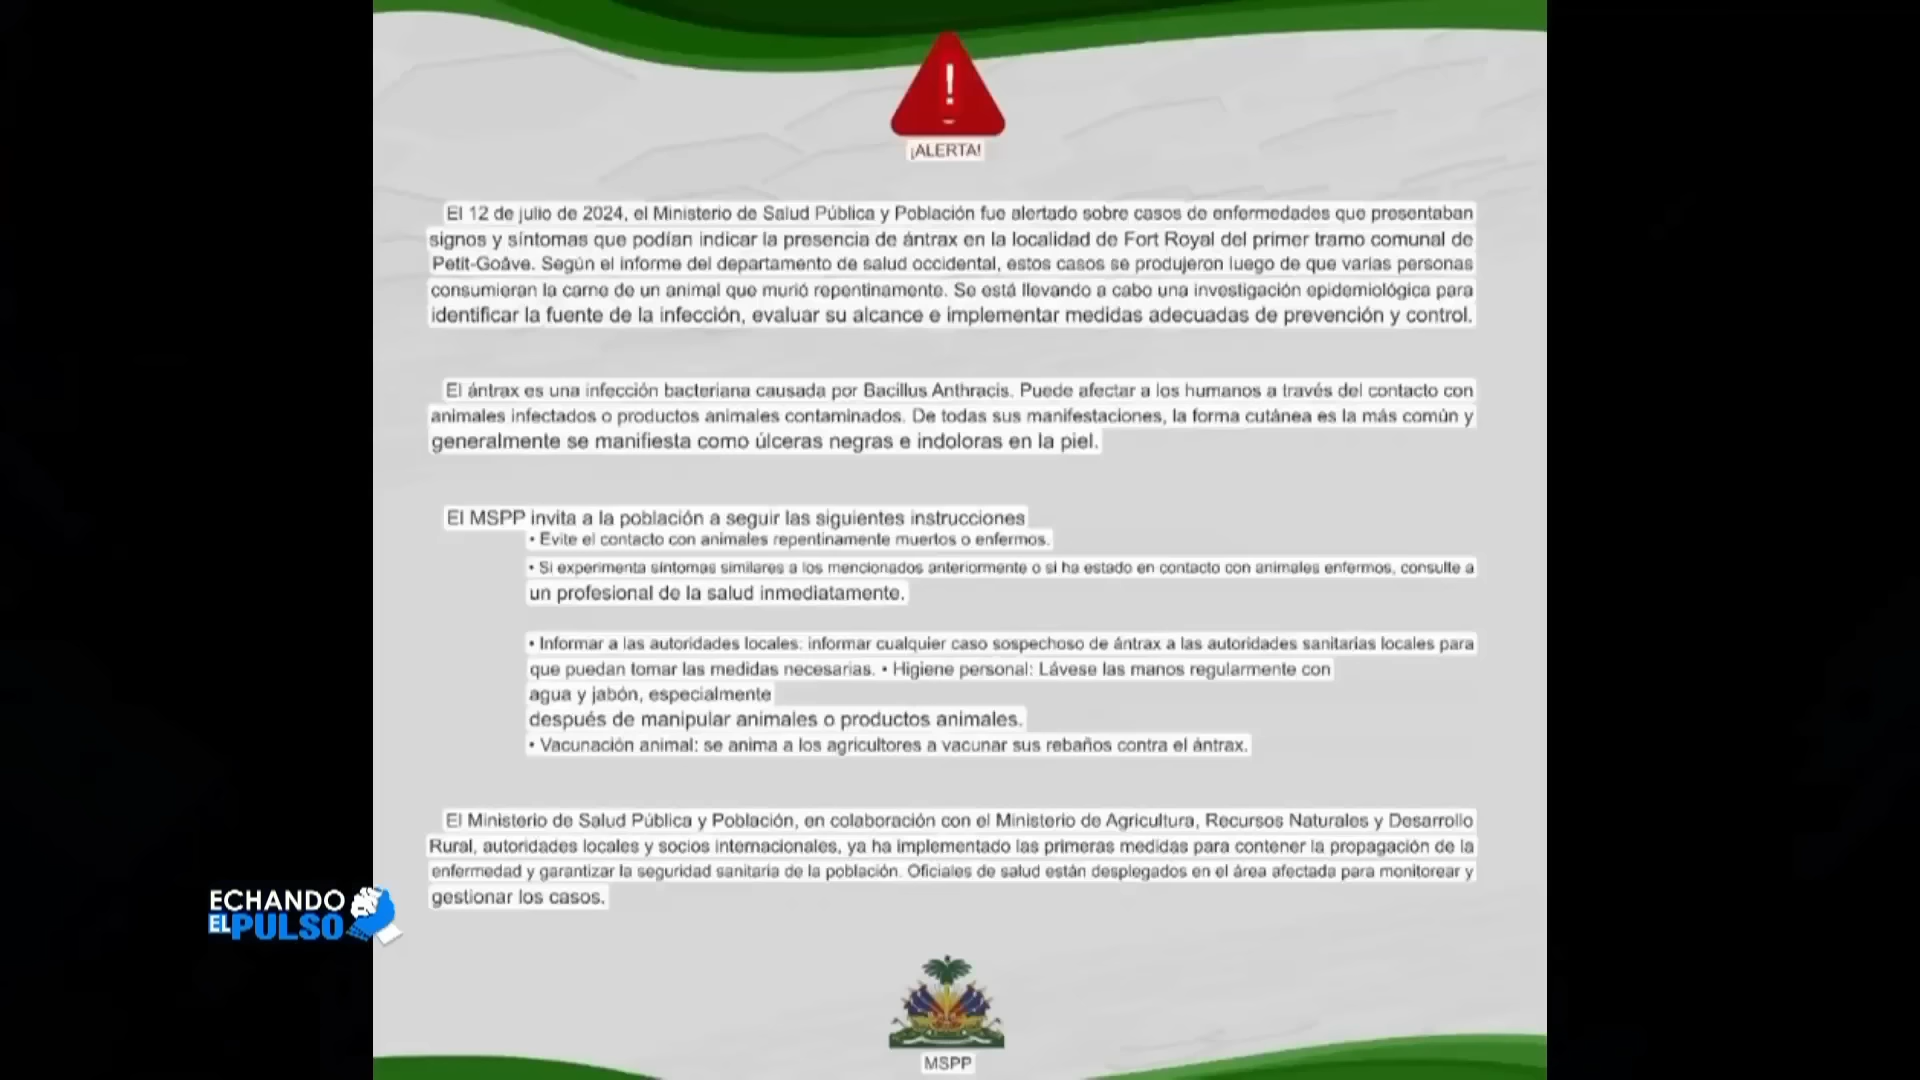 ¡ALERTA!
El 12 de julio de 2024, el Ministerio de Salud Pública y Población fue alertado sobre casos de enfermedades que presentaban
signos y síntomas que podían indicar la presencia de ántrax en la localidad de Fort Royal del primer tramo comunal de
Petit-Goâve. Según el informe del departamento de salud occidental, estos casos se produjeron luego de que varias personas
consumieran la carne de un animal que murió repentinamente. Se está llevando a cabo una investigación epidemiológica para
identificar la fuente de la infección, evaluar su alcance e implementar medidas adecuadas de prevención y control.
El ántrax es una infección bacteriana causada por Bacillus Anthracis. Puede afectar a los humanos a través del contacto con
animales infectados o productos animales contaminados. De todas sus manifestaciones, la forma cutánea es la más común y
generalmente se manifiesta como úlceras negras e indoloras en la piel.
El MSPP invita a la población a seguir las siguientes instrucciones
• Evite el contacto con animales repentinamente muertos o enfermos.
• Si experimenta síntomas similares a los mencionados anteriormente o si ha estado en contacto con animales enfermos, consulte a
un profesional de la salud inmediatamente.
• Informar a las autoridades locales: informar cualquier caso sospechoso de ántrax a las autoridades sanitarias locales para
que puedan tomar las medidas necesarias. • Higiene personal: Lávese las manos regularmente con
agua y jabón, especialmente
después de manipular animales o productos animales.
• Vacunación animal: se anima a los agricultores a vacunar sus rebaños contra el ántrax.
El Ministerio de Salud Pública y Población, en colaboración con el Ministerio de Agricultura, Recursos Naturales y Desarrollo
Rural, autoridades locales y socios internacionales, ya ha implementado las primeras medidas para contener la propagación de la
enfermedad y garantizar la seguridad sanitaria de la población. Oficiales de salud están desplegados en el área afectada para monitorear y
gestionar los casos.
ECHANDO
EL PULSO
MSPP